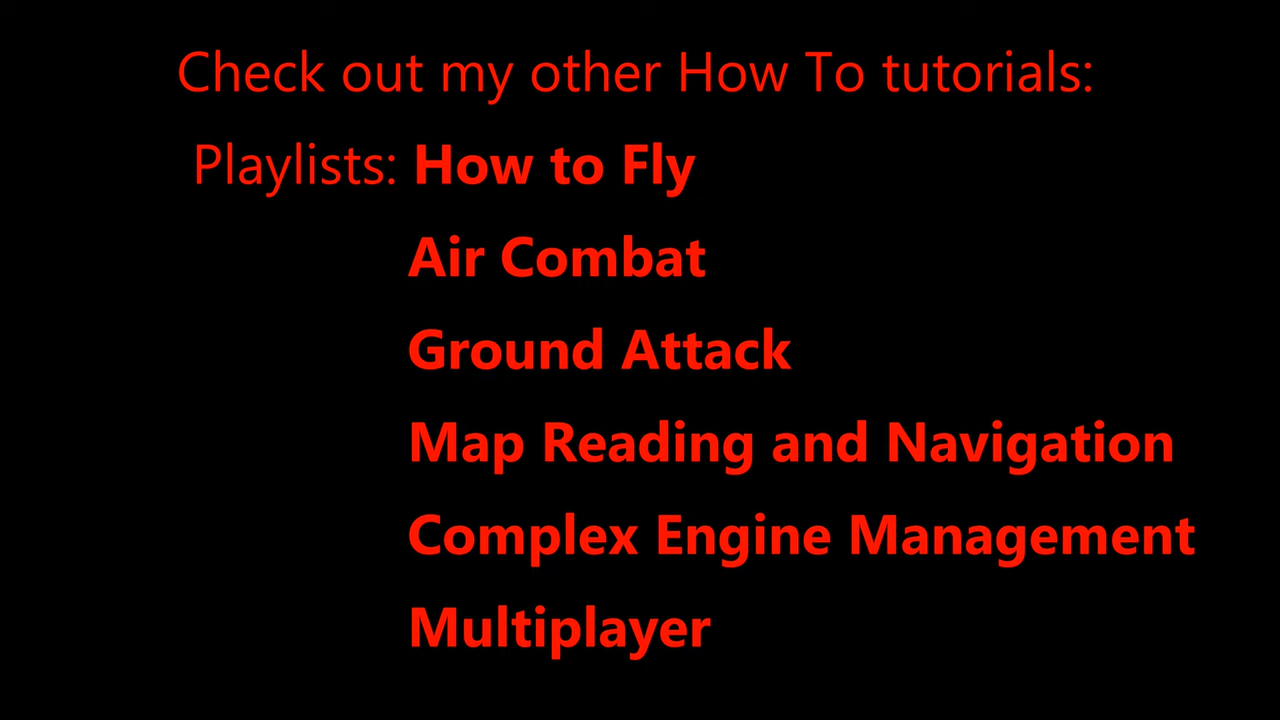 Check out my other How To tutorials:
Playlists: How to Fly
Air Combat
Ground Attack
Map Reading and Navigation
Complex Engine Management
Multiplayer